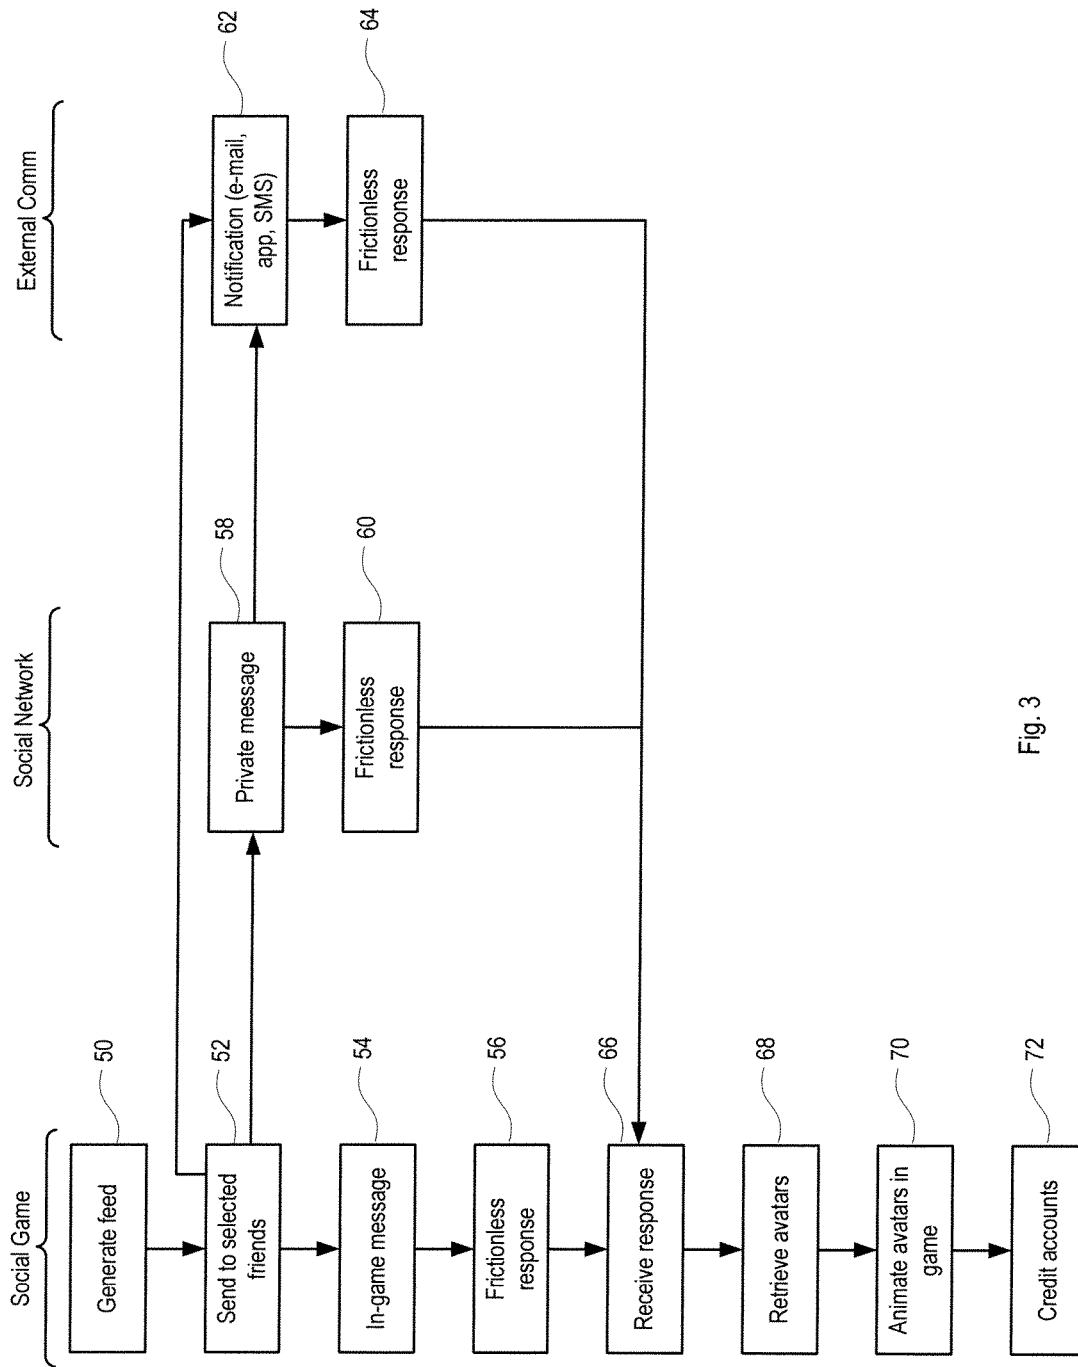 Social Game
Social Network
External Comm
Generate feed
50
Send to selected
friends
52
Private message
58
Notification (e-mail,
app, SMS)
62
In-game message
54
Frictionless
response
60
Frictionless
response
64
Frictionless
response
56
Receive response
66
Retrieve avatars
68
Animate avatars in
game
70
Credit accounts
72
Fig. 3